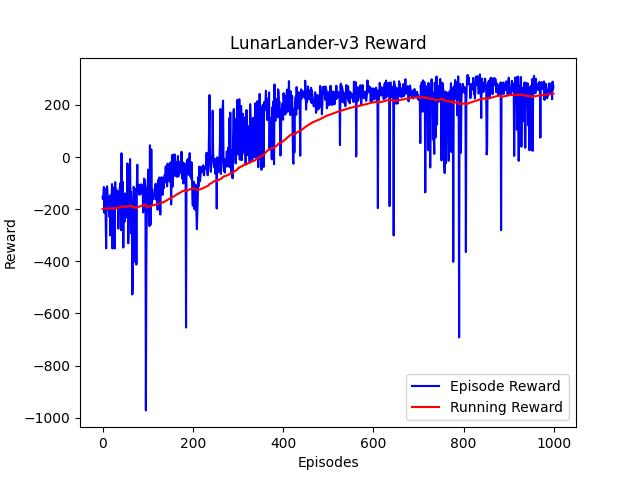 LunarLander-v3 Reward
Reward
200
0
−200
−400
−600
−800
−1000
0
200
400
600
800
1000
Episodes
Episode Reward
Running Reward